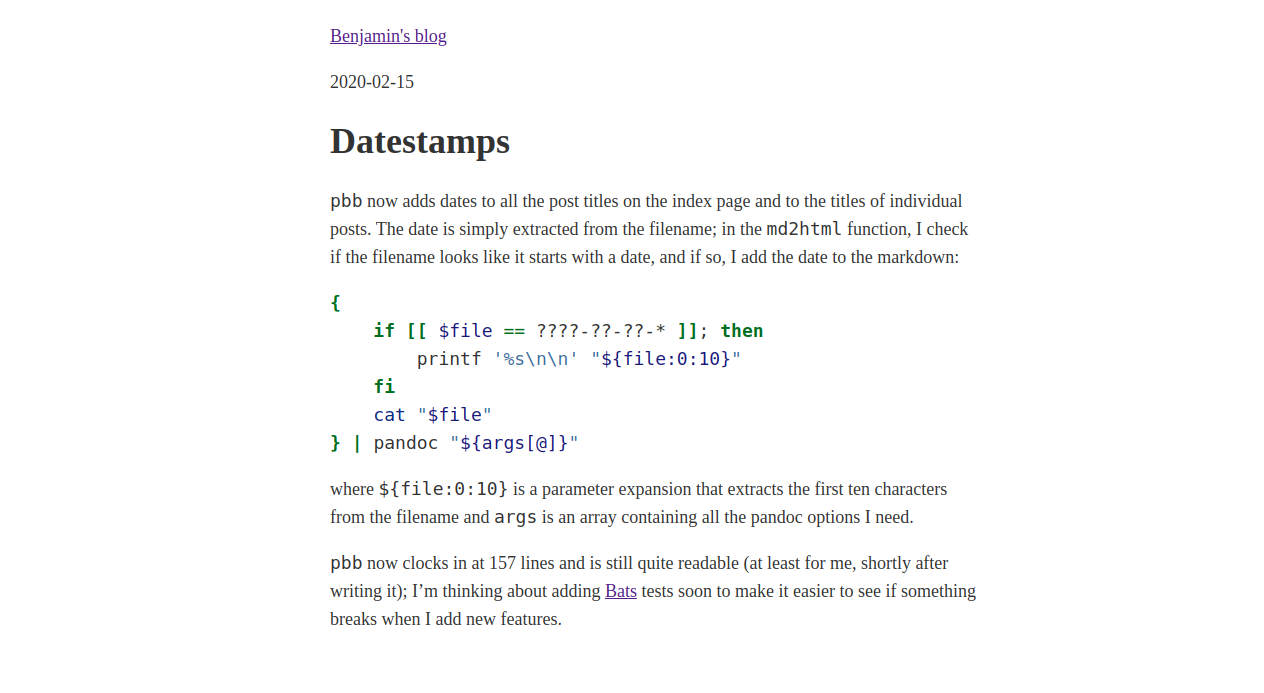 Benjamin's blog
2020-02-15
Datestamps
pbb now adds dates to all the post titles on the index page and to the titles of individual
posts. The date is simply extracted from the filename; in the md2html function, I check
if the filename looks like it starts with a date, and if so, I add the date to the markdown:
{
    if [[ $file == ????-??-??-* ]]; then
        printf '%s\n\n' "${file:0:10}"
    fi
    cat "$file"
} | pandoc "${args[@]}"
where ${file:0:10} is a parameter expansion that extracts the first ten characters
from the filename and args is an array containing all the pandoc options I need.
pbb now clocks in at 157 lines and is still quite readable (at least for me, shortly after
writing it); I’m thinking about adding Bats tests soon to make it easier to see if something
breaks when I add new features.